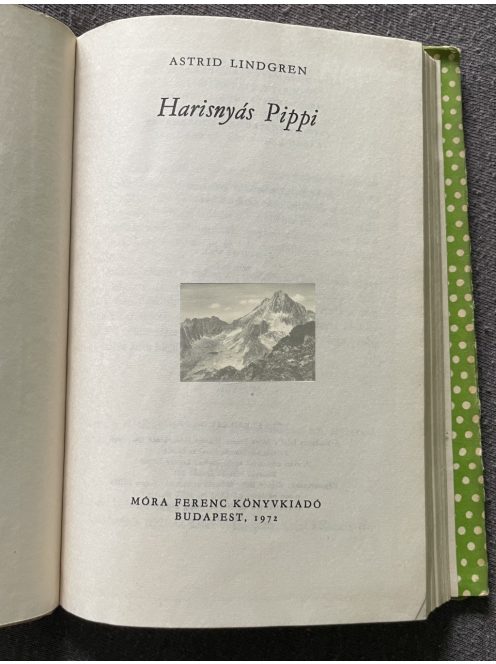 ASTRID LINDGREN
Harisnyás Pippi
MÓRA FERENC KÖNYVKIADÓ
BUDAPEST, 1972